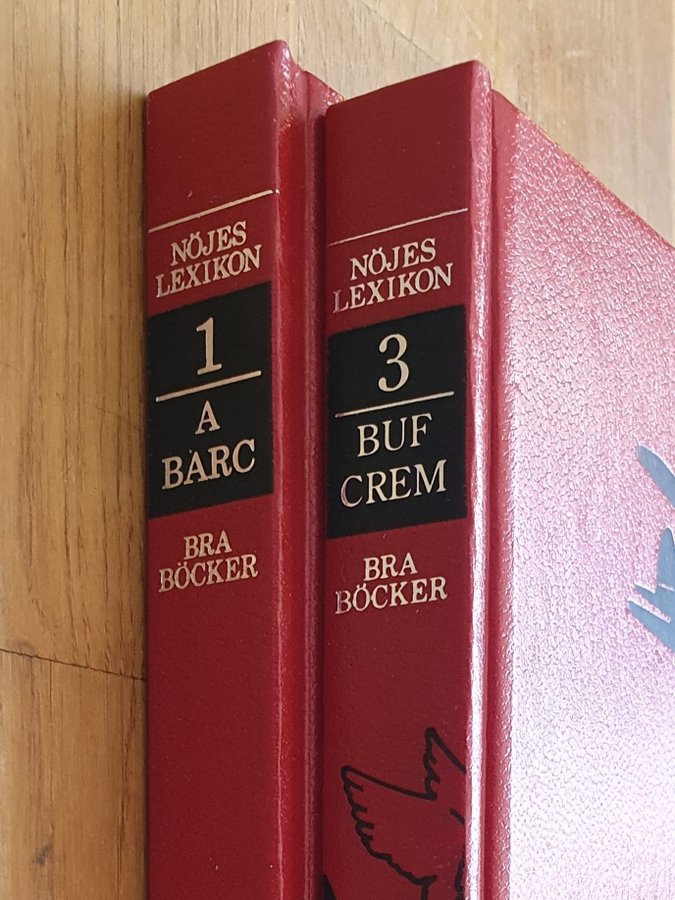 NÖJES
LEXIKON
1
A
BARC
BRA
BÖCKER
NÖJES
LEXIKON
3
BUF
CREM
BRA
BÖCKER